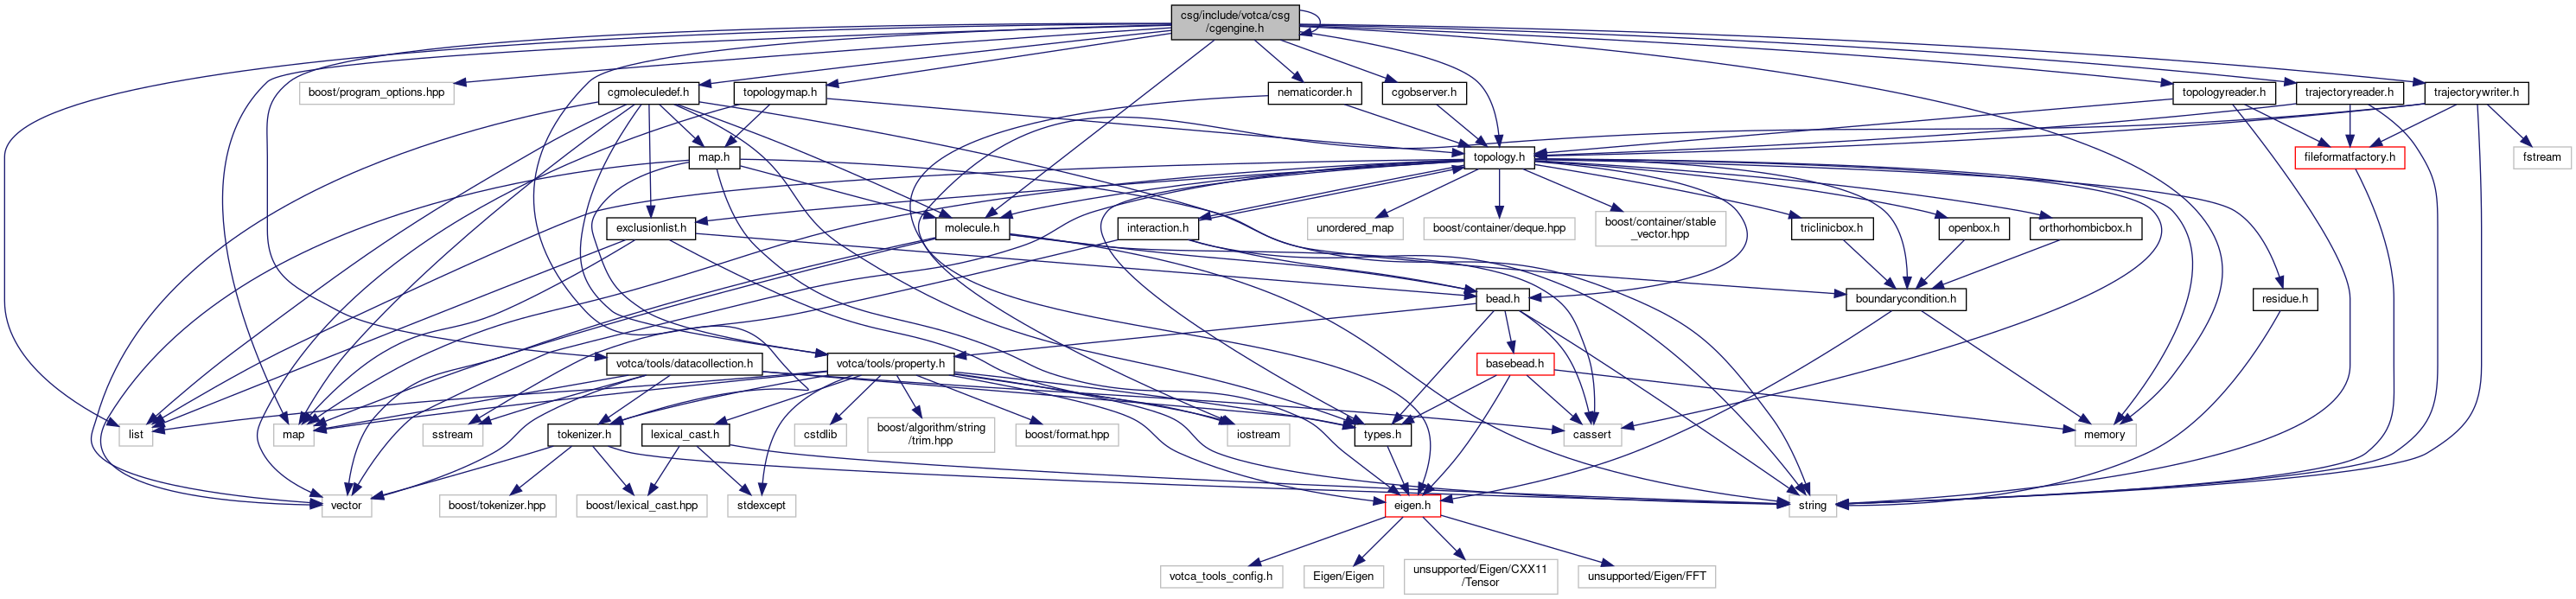 csg/include/votca/csg
/cgengine.h
boost/program_options.hpp
cgmoleculedef.h
topologymap.h
nematicorder.h
cgobserver.h
topologyreader.h
trajectoryreader.h
trajectorywriter.h
map.h
topology.h
fileformatfactory.h
fstream
exclusionlist.h
molecule.h
interaction.h
unordered_map
boost/container/deque.hpp
boost/container/stable
_vector.hpp
triclinicbox.h
openbox.h
orthorhombicbox.h
bead.h
boundarycondition.h
residue.h
votca/tools/datacollection.h
votca/tools/property.h
basebead.h
list
map
sstream
tokenizer.h
lexical_cast.h
cstdlib
boost/algorithm/string
/trim.hpp
boost/format.hpp
iostream
types.h
cassert
memory
vector
boost/tokenizer.hpp
boost/lexical_cast.hpp
stdexcept
eigen.h
string
votca_tools_config.h
Eigen/Eigen
unsupported/Eigen/CXX11
/Tensor
unsupported/Eigen/FFT